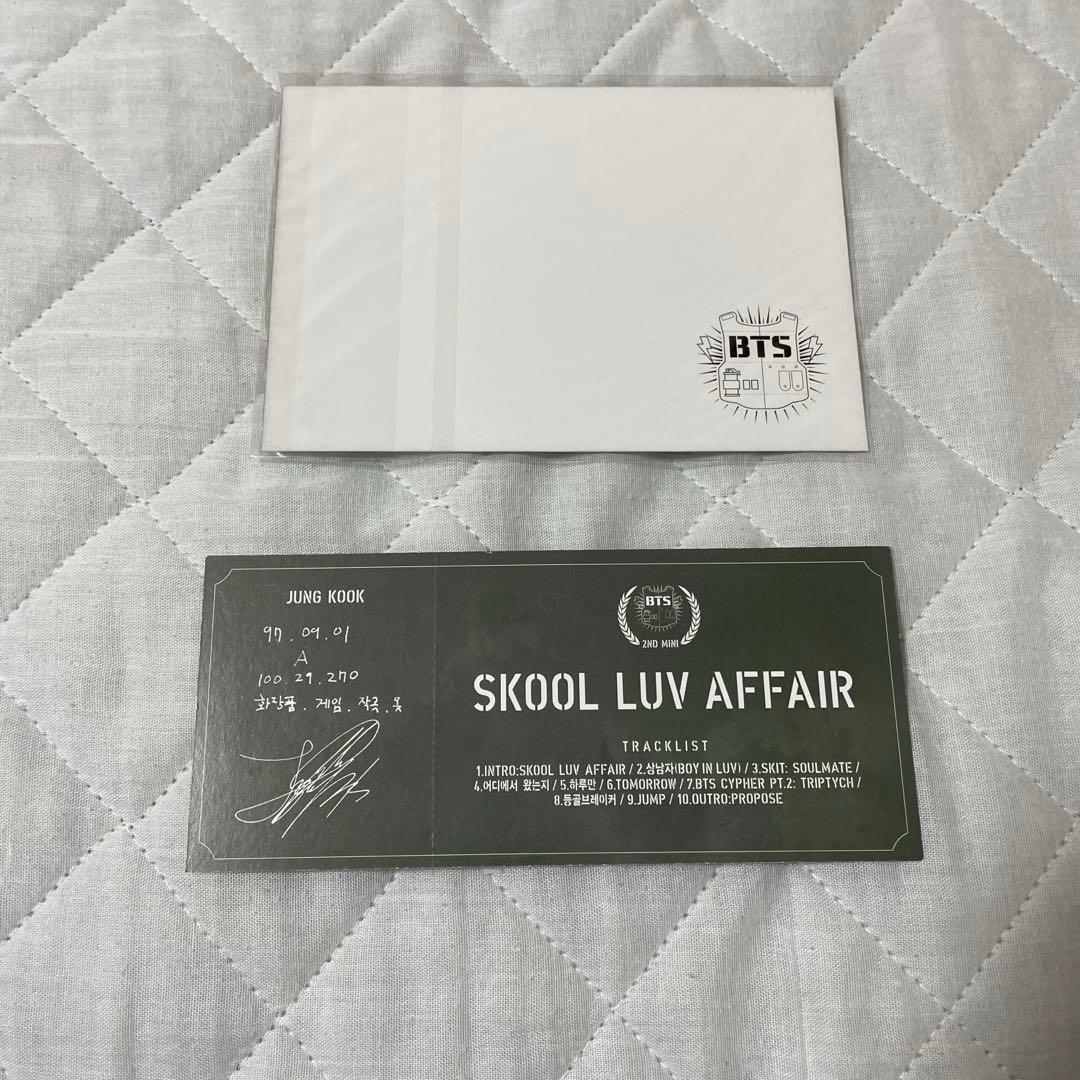 BTS
JUNG KOOK
97.09.01
A
100.29.270
화장품.게임.작곡.옷
BTS
2ND MINI
SKOOL LUV AFFAIR
TRACKLIST
1.INTRO:SKOOL LUV AFFAIR / 2.상남자(BOY IN LUV) / 3.SKIT: SOULMATE /
4.어디에서 왔는지 / 5.하루만 / 6.TOMORROW / 7.BTS CYPHER PT.2: TRIPTYCH /
8.등골브레이커 / 9.JUMP / 10.OUTRO:PROPOSE